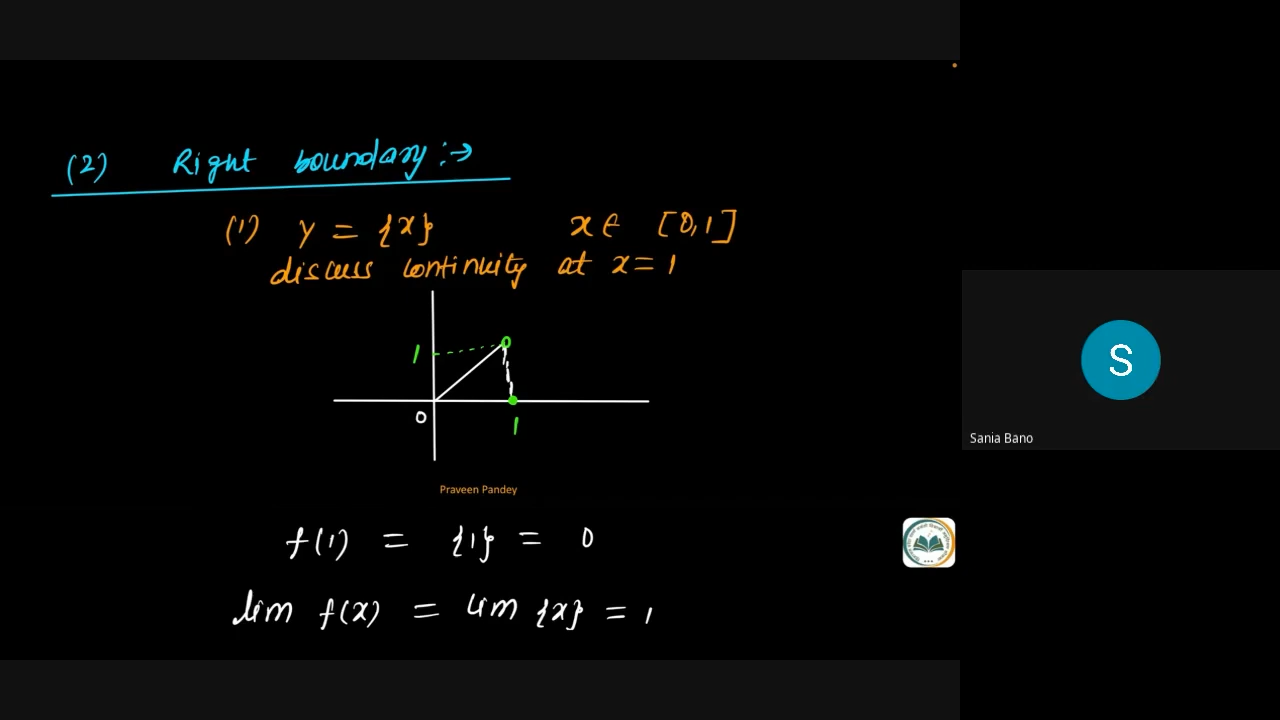 (2) Right boundary :→
(1) y = {x} x ∈ [0,1]
discuss continuity at x = 1
1
0
1
Praveen Pandey
f(1) = {1} = 0
lim f(x) = lim {x} = 1
S
Sania Bano